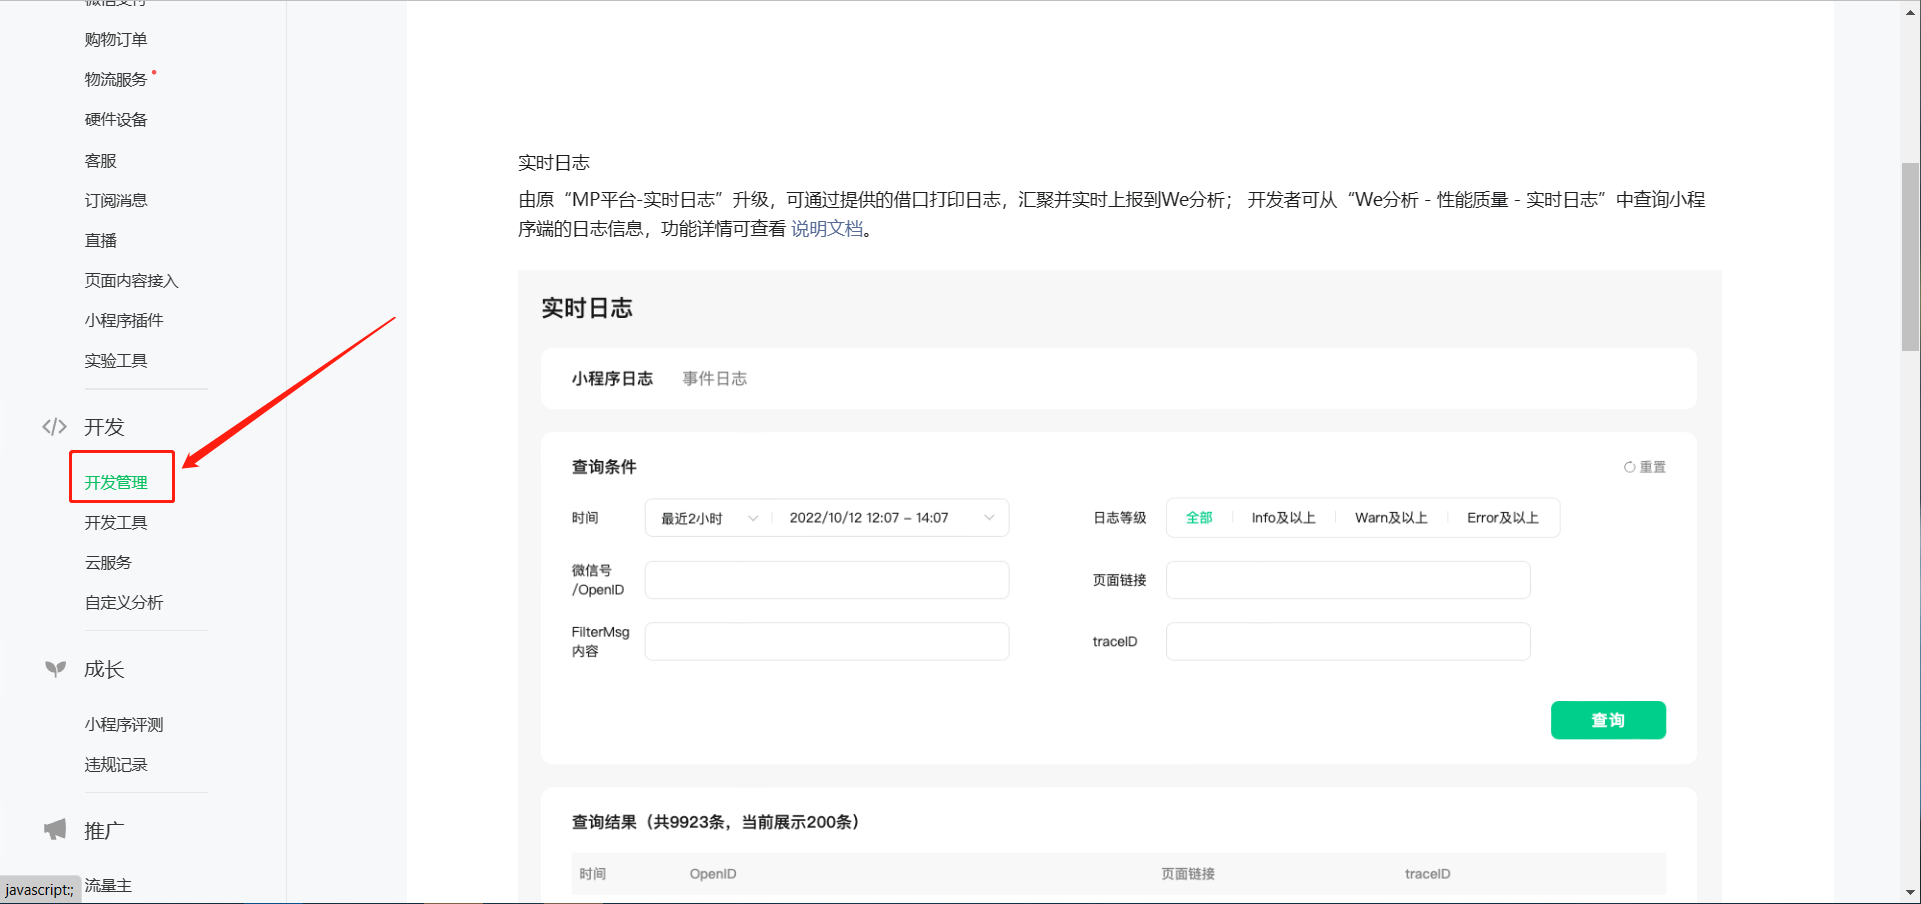 微信支付
购物订单
物流服务
硬件设备
客服
订阅消息
直播
页面内容接入
小程序插件
实验工具
</> 开发
开发管理
开发工具
云服务
自定义分析
成长
小程序评测
违规记录
推广
流量主
javascript:;
实时日志
由原“MP平台-实时日志”升级，可通过提供的借口打印日志，汇聚并实时上报到We分析； 开发者可从“We分析 - 性能质量 - 实时日志”中查询小程
序端的日志信息，功能详情可查看 说明文档。
实时日志
小程序日志 事件日志
查询条件 重置
时间 最近2小时 2022/10/12 12:07 – 14:07 日志等级 全部 Info及以上 Warn及以上 Error及以上
微信号
/OpenID
页面链接
FilterMsg
内容
traceID
查询
查询结果（共9923条，当前展示200条）
时间 OpenID 页面链接 traceID